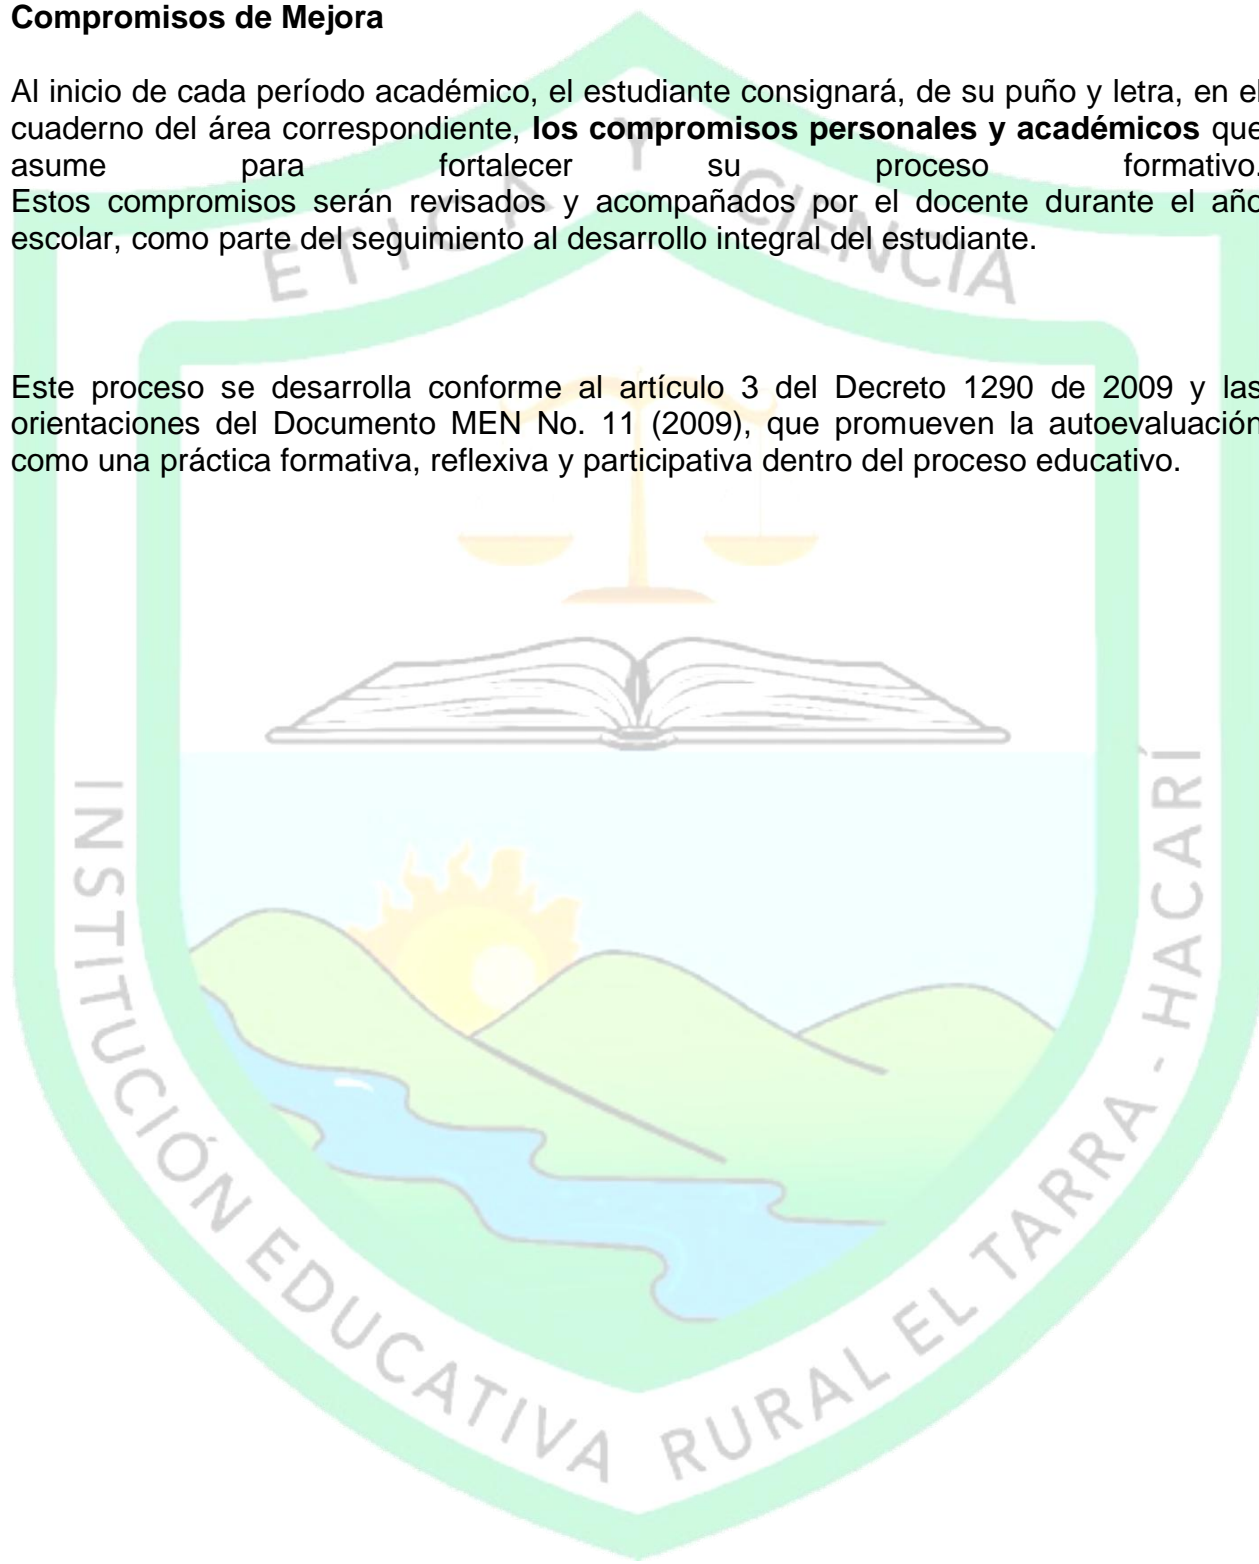 Compromisos de Mejora
Al inicio de cada período académico, el estudiante consignará, de su puño y letra, en el
cuaderno del área correspondiente, los compromisos personales y académicos que
asume para fortalecer su proceso formativo.
Estos compromisos serán revisados y acompañados por el docente durante el año
escolar, como parte del seguimiento al desarrollo integral del estudiante.
ETICA Y CIENCIA
Este proceso se desarrolla conforme al artículo 3 del Decreto 1290 de 2009 y las
orientaciones del Documento MEN No. 11 (2009), que promueven la autoevaluación
como una práctica formativa, reflexiva y participativa dentro del proceso educativo.
INSTITUCIÓN EDUCATIVA RURAL EL TARRA - HACARÍ